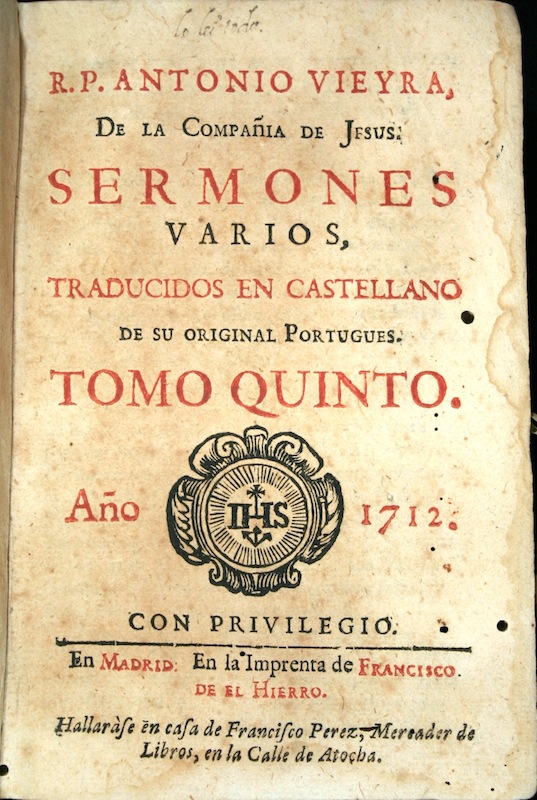 R. P. ANTONIO VIEYRA,
DE LA COMPAÑIA DE JESUS.
SERMONES
VARIOS,
TRADUCIDOS EN CASTELLANO
DE SU ORIGINAL PORTUGUES.
TOMO QUINTO.
Año IHS 1712.
CON PRIVILEGIO.
En MADRID: En la Imprenta de FRANCISCO
DE EL HIERRO.
Hallaràse en casa de Francisco Perez, Mercader de
Libros, en la Calle de Atocha.